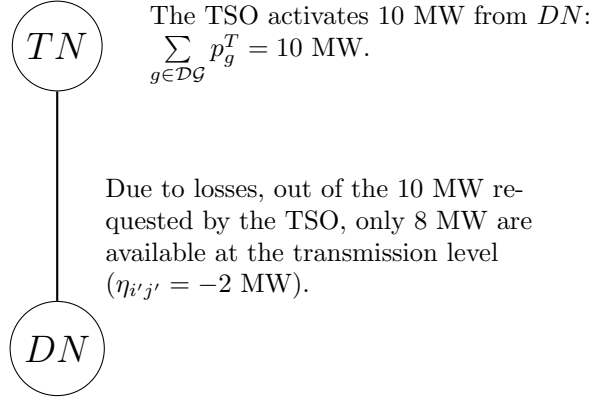 TN
The TSO activates 10 MW from DN:
∑_{g∈𝒟𝒢} p_g^T = 10 MW.
Due to losses, out of the 10 MW re-
quested by the TSO, only 8 MW are
available at the transmission level
(η_{i′j′} = −2 MW).
DN